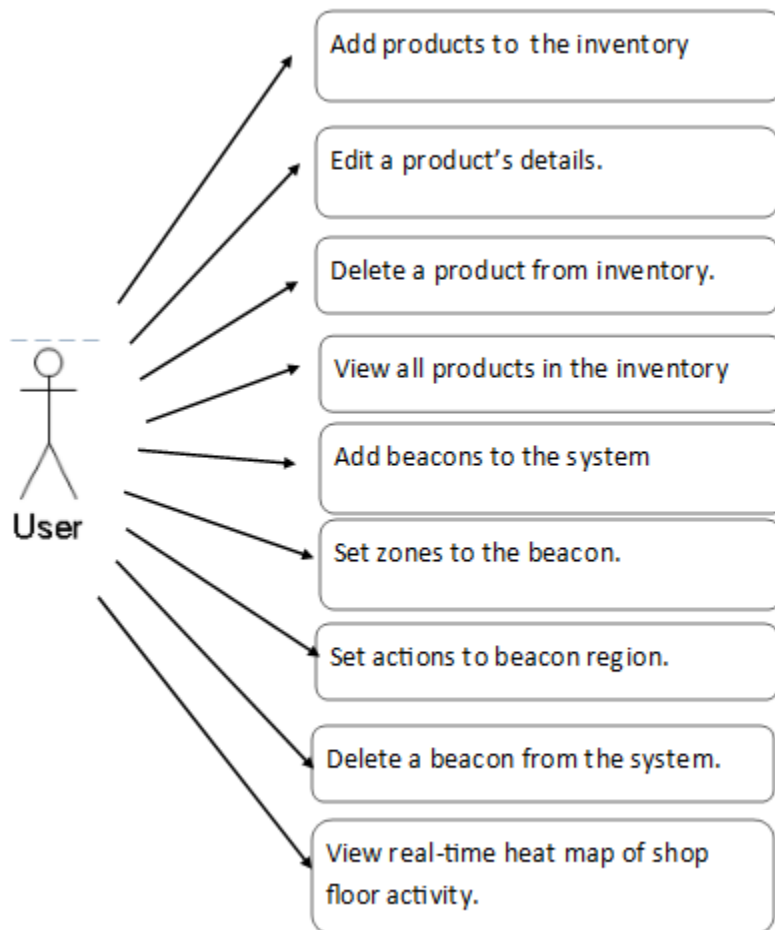 Add products to the inventory
Edit a product's details.
Delete a product from inventory.
View all products in the inventory
Add beacons to the system
User
Set zones to the beacon.
Set actions to beacon region.
Delete a beacon from the system.
View real-time heat map of shop
floor activity.